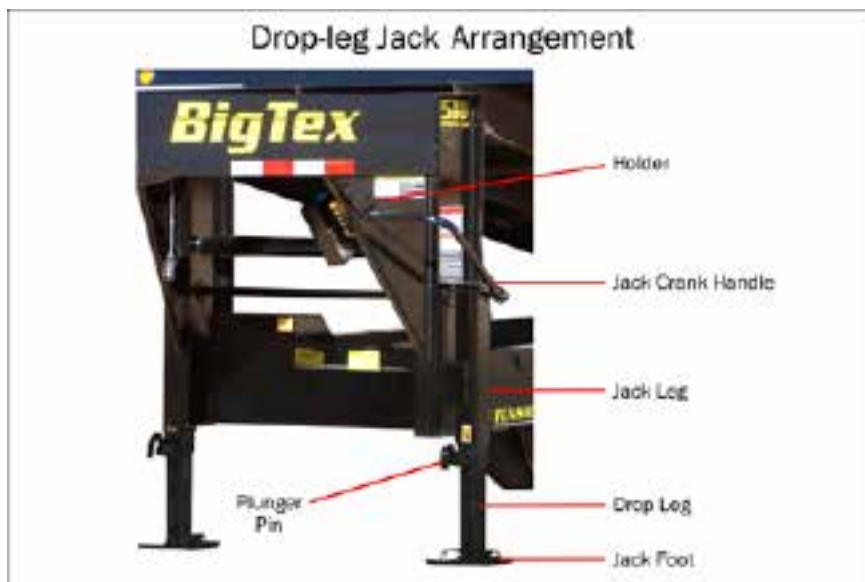 Drop-leg Jack Arrangement
BigTex
Holder
Jack Crank Handle
Jack Leg
Plunger
Pin
Drop Leg
Jack Foot